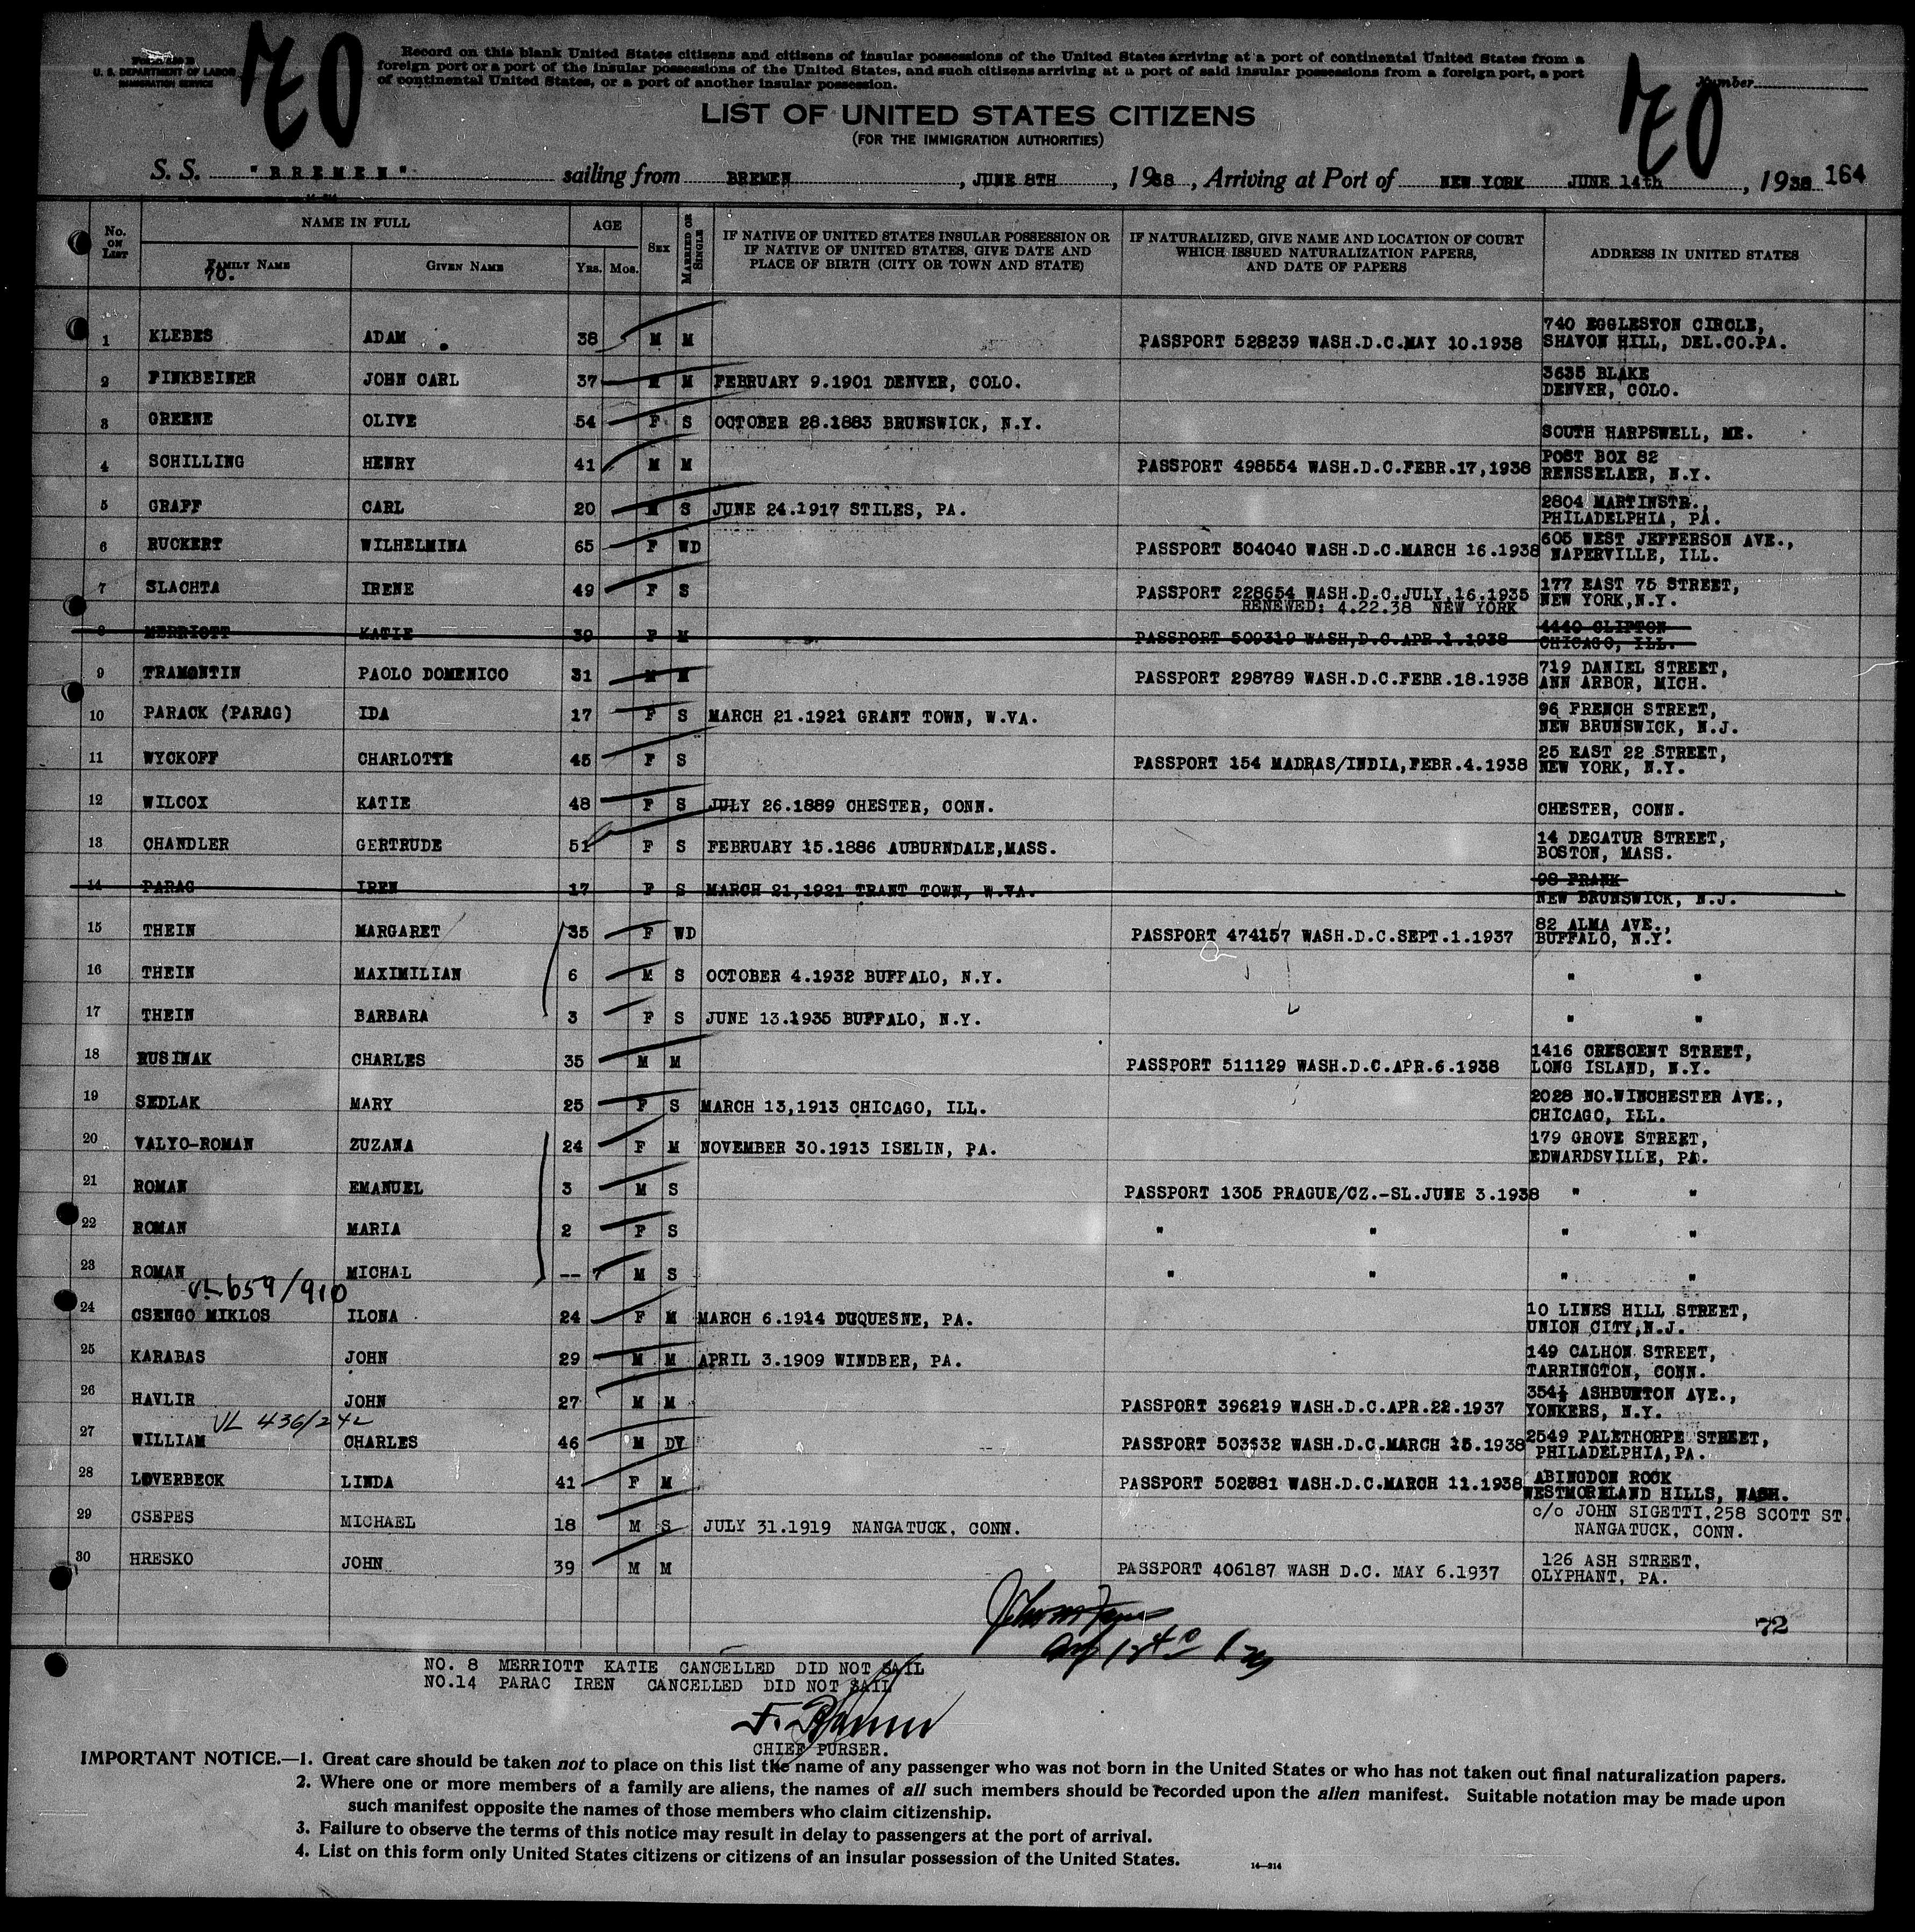 70
U. S. DEPARTMENT OF LABOR
IMMIGRATION SERVICE
Record on this blank United States citizens and citizens of insular possessions of the United States arriving at a port of continental United States from a
foreign port or a port of the insular possessions of the United States, and such citizens arriving at a port of said insular possessions from a foreign port, a port
of continental United States, or a port of another insular possession.
70
Number
LIST OF UNITED STATES CITIZENS
(FOR THE IMMIGRATION AUTHORITIES)
S. S. "BREMEN" sailing from BREMEN, JUNE 8TH, 1938, Arriving at Port of NEW YORK JUNE 14th, 1938 164
No. ON LIST NAME IN FULL AGE SEX MARRIED OR SINGLE IF NATIVE OF UNITED STATES INSULAR POSSESSION OR IF NATIVE OF UNITED STATES, GIVE DATE AND PLACE OF BIRTH (CITY OR TOWN AND STATE) IF NATURALIZED, GIVE NAME AND LOCATION OF COURT WHICH ISSUED NATURALIZATION PAPERS, AND DATE OF PAPERS ADDRESS IN UNITED STATES
FAMILY NAME GIVEN NAME YRS. MOS.
70.
1 KLEBES ADAM 38 M M PASSPORT 528239 WASH.D.C.MAY 10.1938 740 EGGLESTON CIRCLE,
SHAVON HILL, DEL.CO.PA.
2 FINKBEINER JOHN CARL 37 M M FEBRUARY 9.1901 DENVER, COLO. 3635 BLAKE
DENVER, COLO.
3 GREENE OLIVE 54 F S OCTOBER 28.1883 BRUNSWICK, N.Y.
SOUTH HARPSWELL, ME.
4 SCHILLING HENRY 41 M M PASSPORT 498554 WASH.D.C.FEBR.17,1938 POST BOX 82
RENSSELAER, N.Y.
5 GRAFF CARL 20 M S JUNE 24.1917 STILES, PA. 2804 MARTINSTR.,
PHILADELPHIA, PA.
6 RUCKERT WILHELMINA 65 F WD PASSPORT 504040 WASH.D.C.MARCH 16.1938 605 WEST JEFFERSON AVE.,
NAPERVILLE, ILL.
7 SLACHTA IRENE 49 F S PASSPORT 228654 WASH.D.C.JULY,16.1935 177 EAST 75 STREET,
RENEWED: 4.22.38 NEW YORK NEW YORK,N.Y.
8 MERRIOTT KATIE 39 F M PASSPORT 509319 WASH,D.C.APR.1.1938 4440 CLIFTON
CHICAGO, ILL.
9 TRAMONTIN PAOLO DOMENICO 31 M M PASSPORT 298789 WASH.D.C.FEBR.18.1938 719 DANIEL STREET,
ANN ARBOR, MICH.
10 PARACK (PARAG) IDA 17 F S MARCH 21.1921 GRANT TOWN, W.VA. 96 FRENCH STREET,
NEW BRUNSWICK, N.J.
11 WYCKOFF CHARLOTTE 45 F S PASSPORT 154 MADRAS/INDIA,FEBR.4.1938 25 EAST 22 STREET,
NEW YORK, N.Y.
12 WILCOX KATIE 48 F S JULY 26.1889 CHESTER, CONN. CHESTER, CONN.
13 CHANDLER GERTRUDE 51 F S FEBRUARY 15.1886 AUBURNDALE,MASS. 14 DECATUR STREET,
BOSTON, MASS.
14 PARAG IREN 17 F S MARCH 21,1921 TRANT TOWN, W.VA. 98 FRANK
NEW BRUNSWICK, N.J.
15 THEIN MARGARET 35 F WD PASSPORT 474157 WASH.D.C.SEPT.1.1937 82 ALMA AVE.,
BUFFALO, N.Y.
16 THEIN MAXIMILIAN 6 M S OCTOBER 4.1932 BUFFALO, N.Y. " "
17 THEIN BARBARA 3 F S JUNE 13.1935 BUFFALO, N.Y. " "
18 RUSINAK CHARLES 35 M M PASSPORT 511129 WASH.D.C.APR.6.1938 1416 CRESCENT STREET,
LONG ISLAND, N.Y.
19 SEDLAK MARY 25 F S MARCH 13,1913 CHICAGO, ILL. 2028 NO.WINCHESTER AVE.,
CHICAGO, ILL.
20 VALYO-ROMAN ZUZANA 24 F M NOVEMBER 30.1913 ISELIN, PA. 179 GROVE STREET,
EDWARDSVILLE, PA.
21 ROMAN EMANUEL 3 M S PASSPORT 1305 PRAGUE/CZ.-SL.JUNE 3.1938 " "
22 ROMAN MARIA 2 F S " " " "
23 ROMAN MICHAL -- M S " " " "
VL 659/910
24 CSENGO MIKLOS ILONA 24 F M MARCH 6.1914 DUQUESNE, PA. 10 LINES HILL STREET,
UNION CITY,N.J.
25 KARABAS JOHN 29 M M APRIL 3.1909 WINDBER, PA. 149 CALHON STREET,
TARRINGTON, CONN.
26 HAVLIR JOHN 27 M M PASSPORT 396219 WASH.D.C.APR.22.1937 354½ ASHBURTON AVE.,
YONKERS, N.Y.
VL 436/242
27 WILLIAM CHARLES 46 M DV PASSPORT 503532 WASH.D.C.MARCH 15.1938 2549 PALETHORPE STREET,
PHILADELPHIA,PA.
28 LOVERBECK LINDA 41 F M PASSPORT 502881 WASH.D.C.MARCH 11.1938 ABINGDON ROCK
WESTMORELAND HILLS, WASH.
29 CSEPES MICHAEL 18 M S JULY 31.1919 NANGATUCK, CONN. c/o JOHN SIGETTI,258 SCOTT ST.
NANGATUCK, CONN.
30 HRESKO JOHN 39 M M PASSPORT 406187 WASH D.C. MAY 6.1937 126 ASH STREET,
OLYPHANT, PA.
72
NO. 8 MERRIOTT KATIE CANCELLED DID NOT SAIL
NO.14 PARAC IREN CANCELLED DID NOT SAIL
CHIEF PURSER.
IMPORTANT NOTICE.—1. Great care should be taken not to place on this list the name of any passenger who was not born in the United States or who has not taken out final naturalization papers.
2. Where one or more members of a family are aliens, the names of all such members should be recorded upon the alien manifest. Suitable notation may be made upon
such manifest opposite the names of those members who claim citizenship.
3. Failure to observe the terms of this notice may result in delay to passengers at the port of arrival.
4. List on this form only United States citizens or citizens of an insular possession of the United States.
14—314